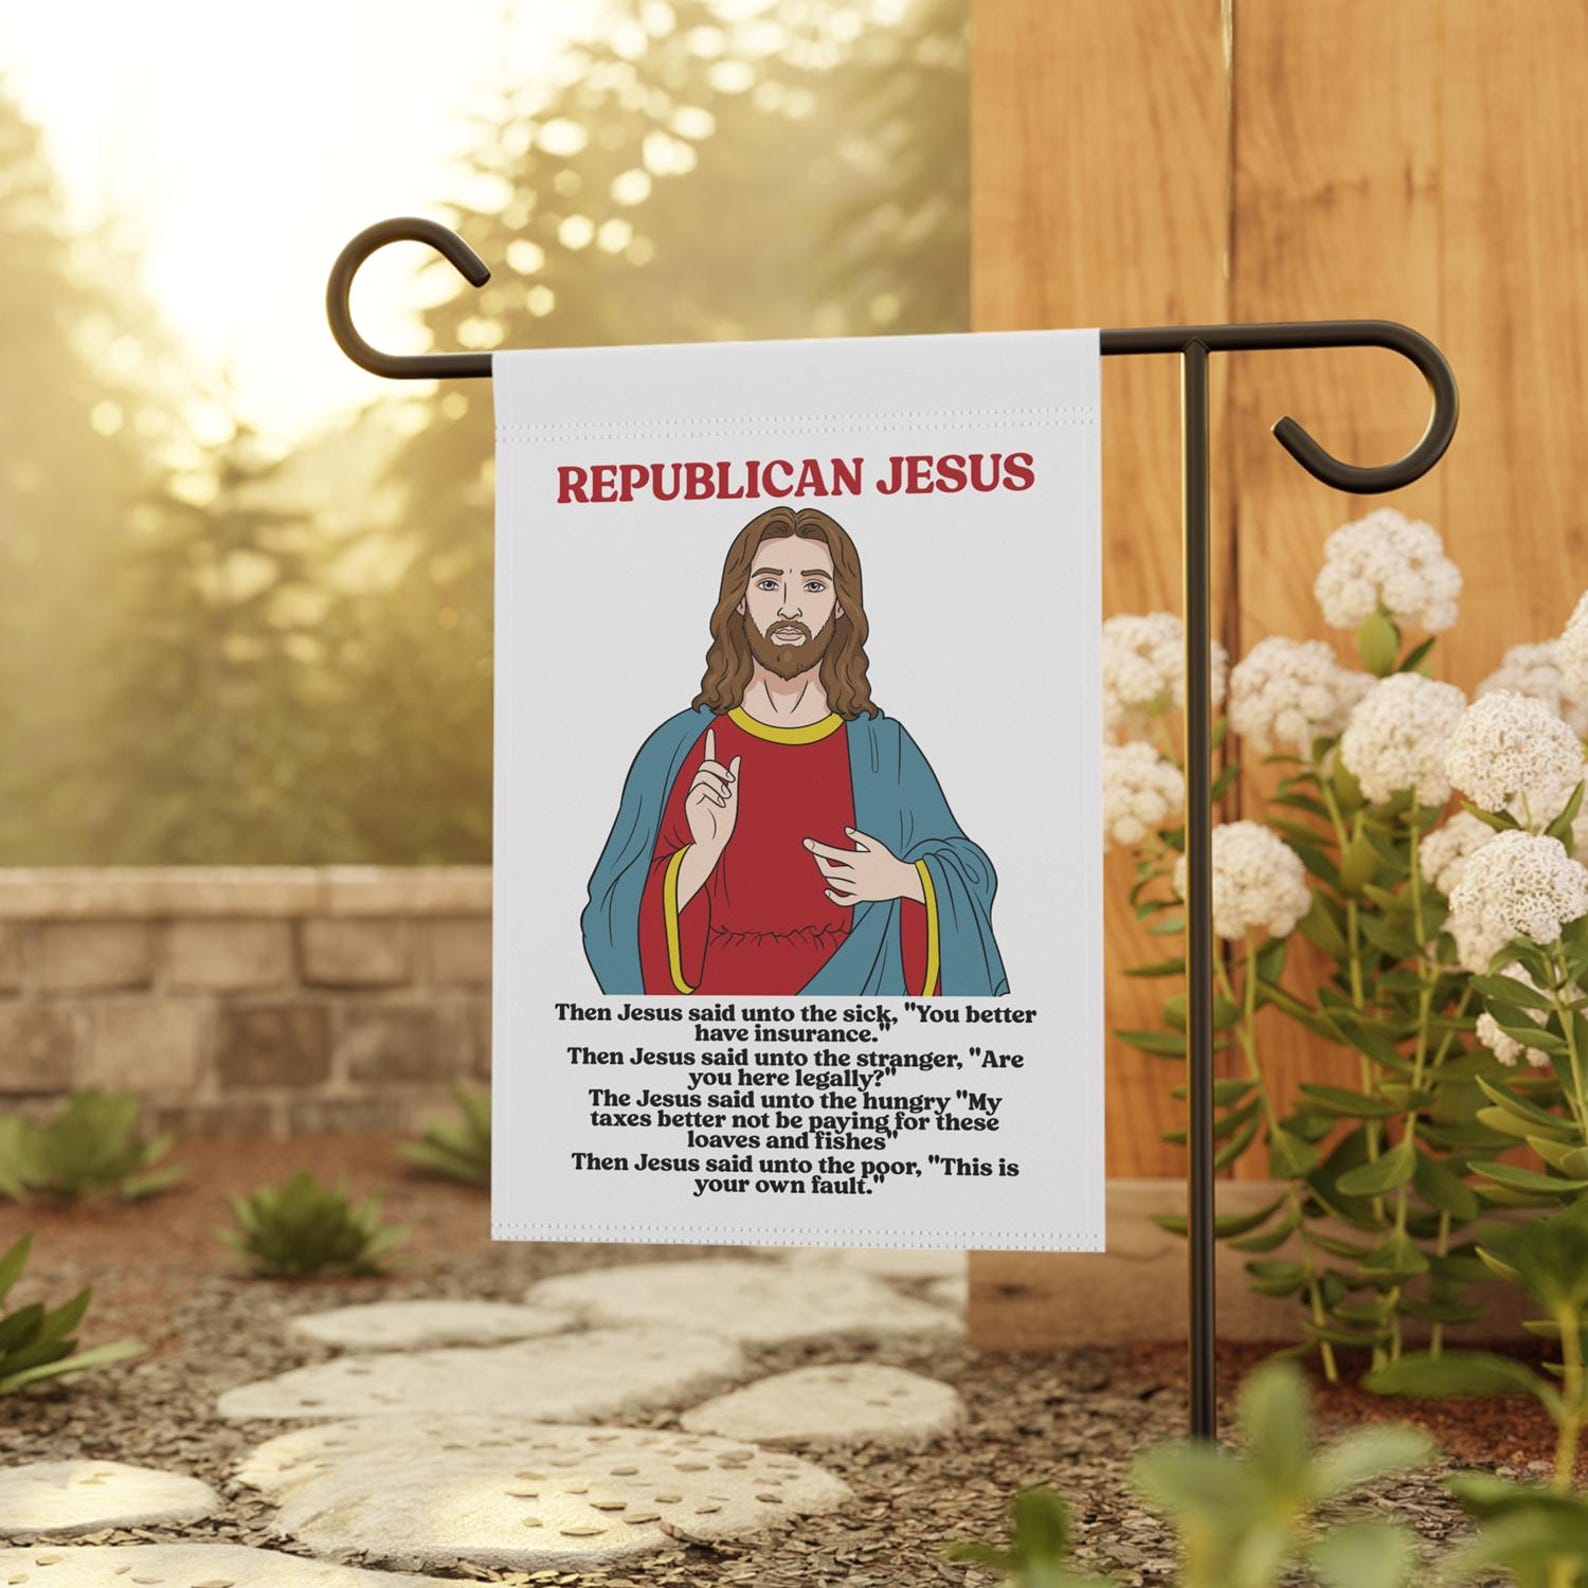 REPUBLICAN JESUS
Then Jesus said unto the sick, "You better
have insurance."
Then Jesus said unto the stranger, "Are
you here legally?"
The Jesus said unto the hungry "My
taxes better not be paying for these
loaves and fishes"
Then Jesus said unto the poor, "This is
your own fault."